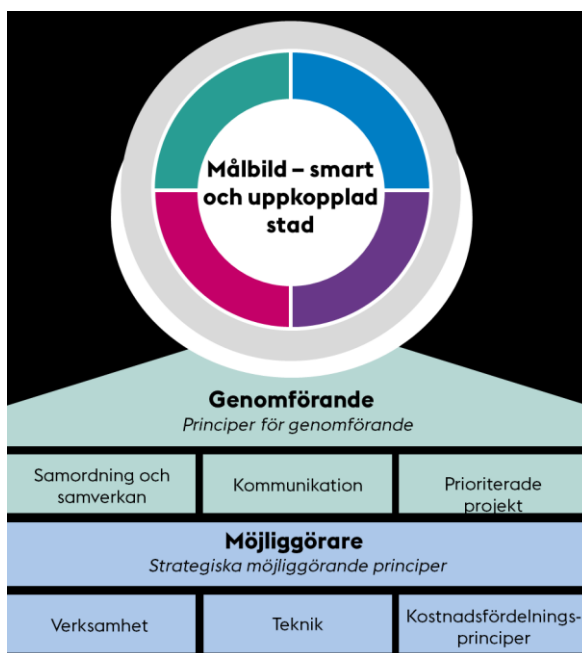 Målbild – smart
och uppkopplad
stad
Genomförande
Principer för genomförande
Samordning och
samverkan
Kommunikation
Prioriterade
projekt
Möjliggörare
Strategiska möjliggörande principer
Verksamhet
Teknik
Kostnadsfördelnings-
principer